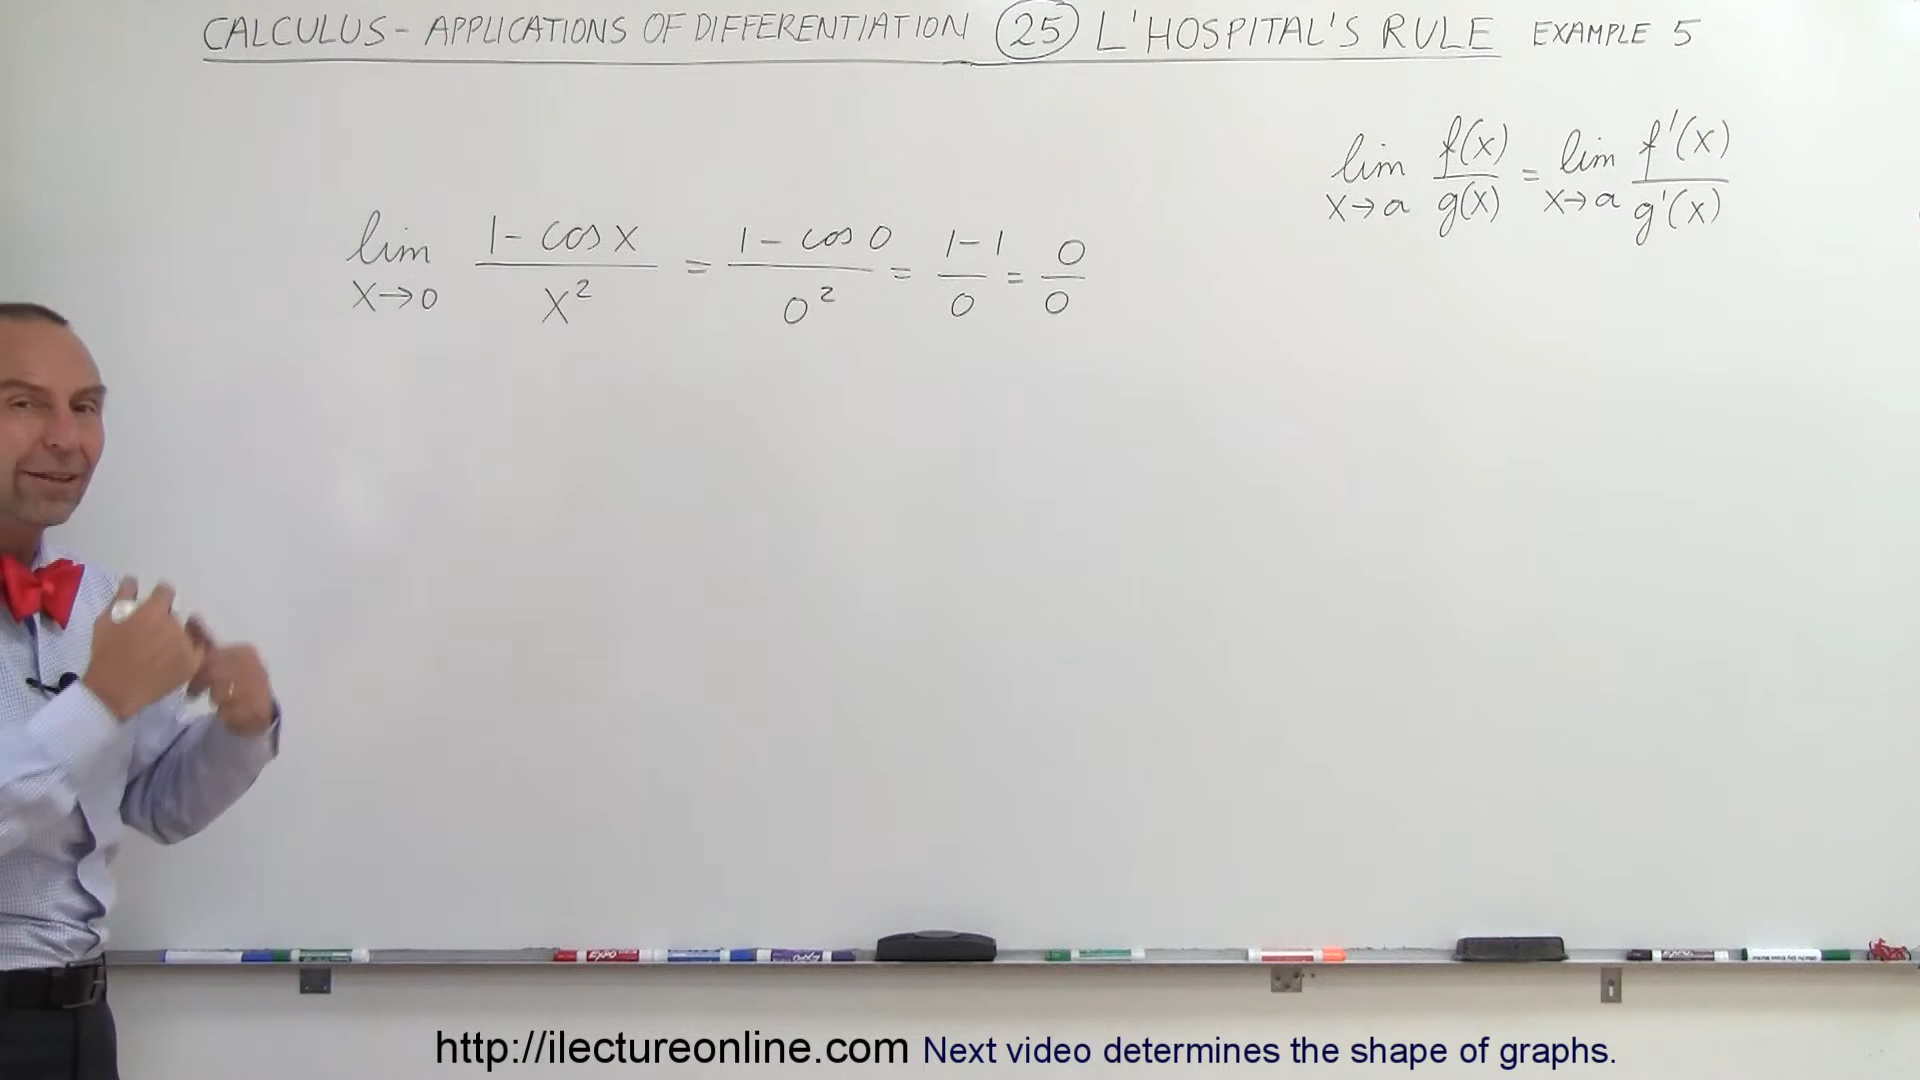 CALCULUS - APPLICATIONS OF DIFFERENTIATION 25 L'HOSPITAL'S RULE EXAMPLE 5
lim x→a f(x)/g(x) = lim x→a f'(x)/g'(x)
lim x→0 1 - cos x / x² = 1 - cos 0 / 0² = 1 - 1 / 0 = 0 / 0
EXPO
http://ilectureonline.com Next video determines the shape of graphs.